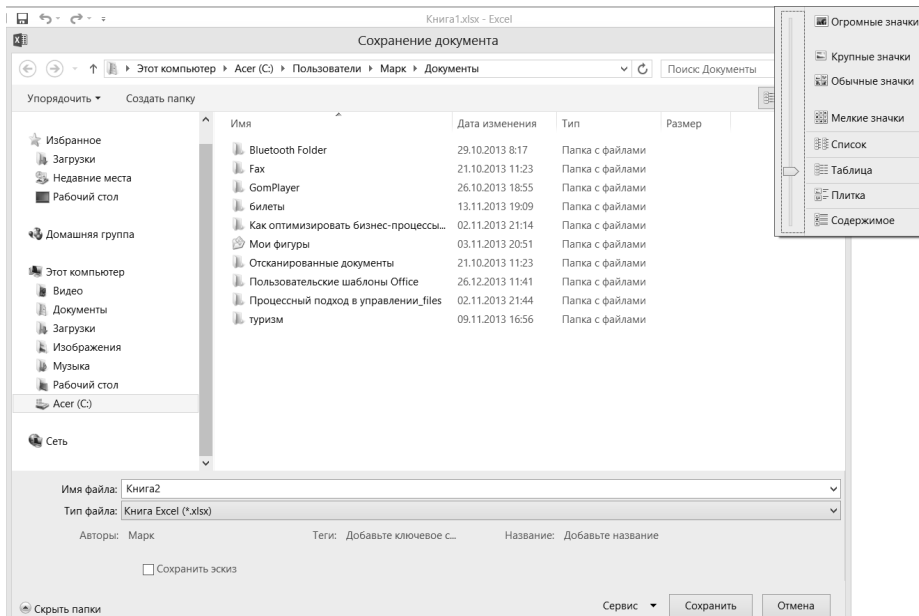 Книга1.xlsx - Excel
Сохранение документа
Этот компьютер ▸ Acer (C:) ▸ Пользователи ▸ Марк ▸ Документы
Поиск: Документы
Упорядочить
Создать папку
Избранное
Загрузки
Недавние места
Рабочий стол
Домашняя группа
Этот компьютер
Видео
Документы
Загрузки
Изображения
Музыка
Рабочий стол
Acer (C:)
Сеть
Имя Дата изменения Тип Размер
Bluetooth Folder 29.10.2013 8:17 Папка с файлами
Fax 21.10.2013 11:23 Папка с файлами
GomPlayer 26.10.2013 18:55 Папка с файлами
билеты 13.11.2013 19:09 Папка с файлами
Как оптимизировать бизнес-процессы... 02.11.2013 21:14 Папка с файлами
Мои фигуры 03.11.2013 20:51 Папка с файлами
Отсканированные документы 21.10.2013 11:23 Папка с файлами
Пользовательские шаблоны Office 26.12.2013 11:41 Папка с файлами
Процессный подход в управлении_files 02.11.2013 21:44 Папка с файлами
туризм 09.11.2013 16:56 Папка с файлами
Огромные значки
Крупные значки
Обычные значки
Мелкие значки
Список
Таблица
Плитка
Содержимое
Имя файла: Книга2
Тип файла: Книга Excel (*.xlsx)
Авторы: Марк Теги: Добавьте ключевое с... Название: Добавьте название
Сохранить эскиз
Скрыть папки
Сервис
Сохранить
Отмена